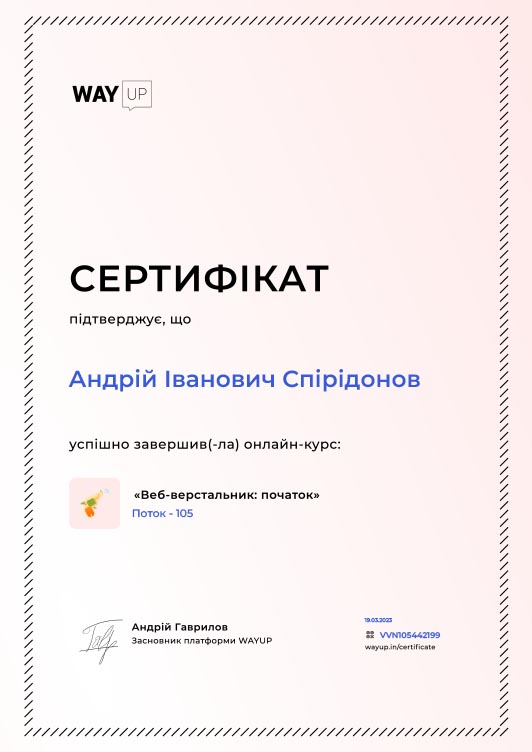 WAY UP
СЕРТИФІКАТ
підтверджує, що
Андрій Іванович Спірідонов
успішно завершив(-ла) онлайн-курс:
«Веб-верстальник: початок»
Поток - 105
Андрій Гаврилов
Засновник платформи WAYUP
19.03.2023
VVN105442199
wayup.in/certificate